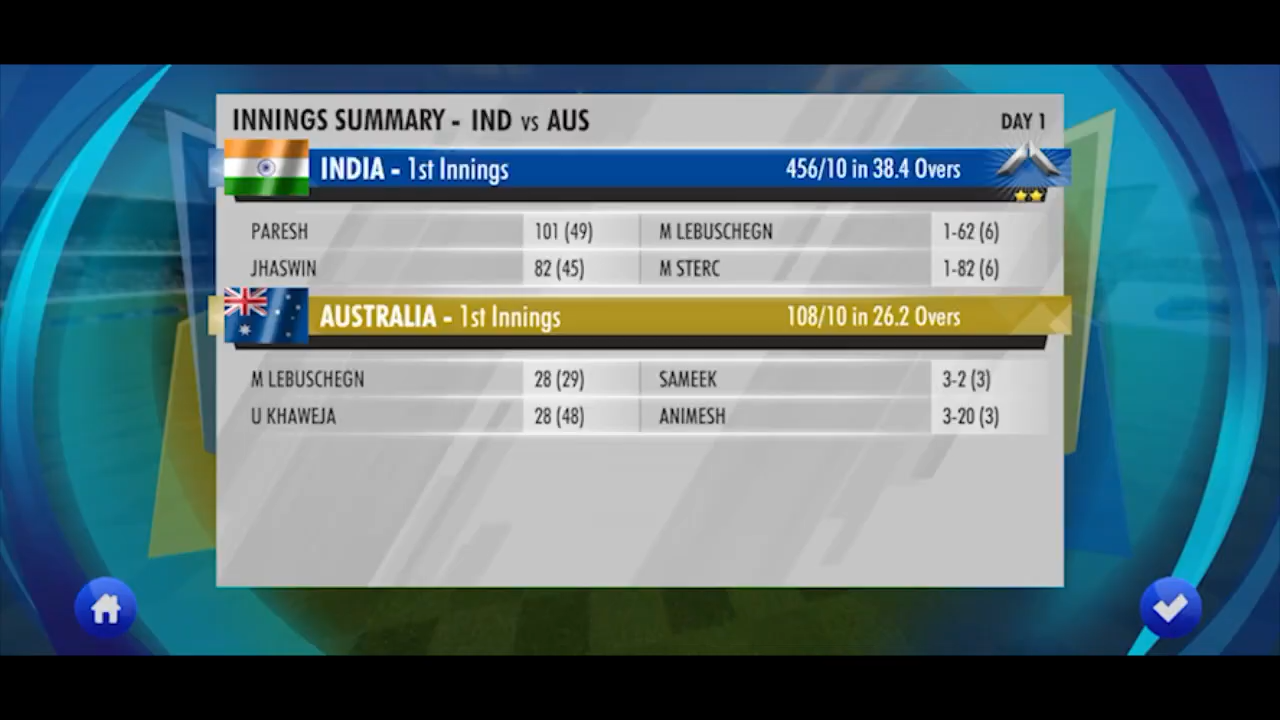 INNINGS SUMMARY - IND vs AUS DAY 1
INDIA - 1st Innings 456/10 in 38.4 Overs
PARESH 101 (49) M LEBUSCHEGN 1-62 (6)
JHASWIN 82 (45) M STERC 1-82 (6)
AUSTRALIA - 1st Innings 108/10 in 26.2 Overs
M LEBUSCHEGN 28 (29) SAMEEK 3-2 (3)
U KHAWEJA 28 (48) ANIMESH 3-20 (3)